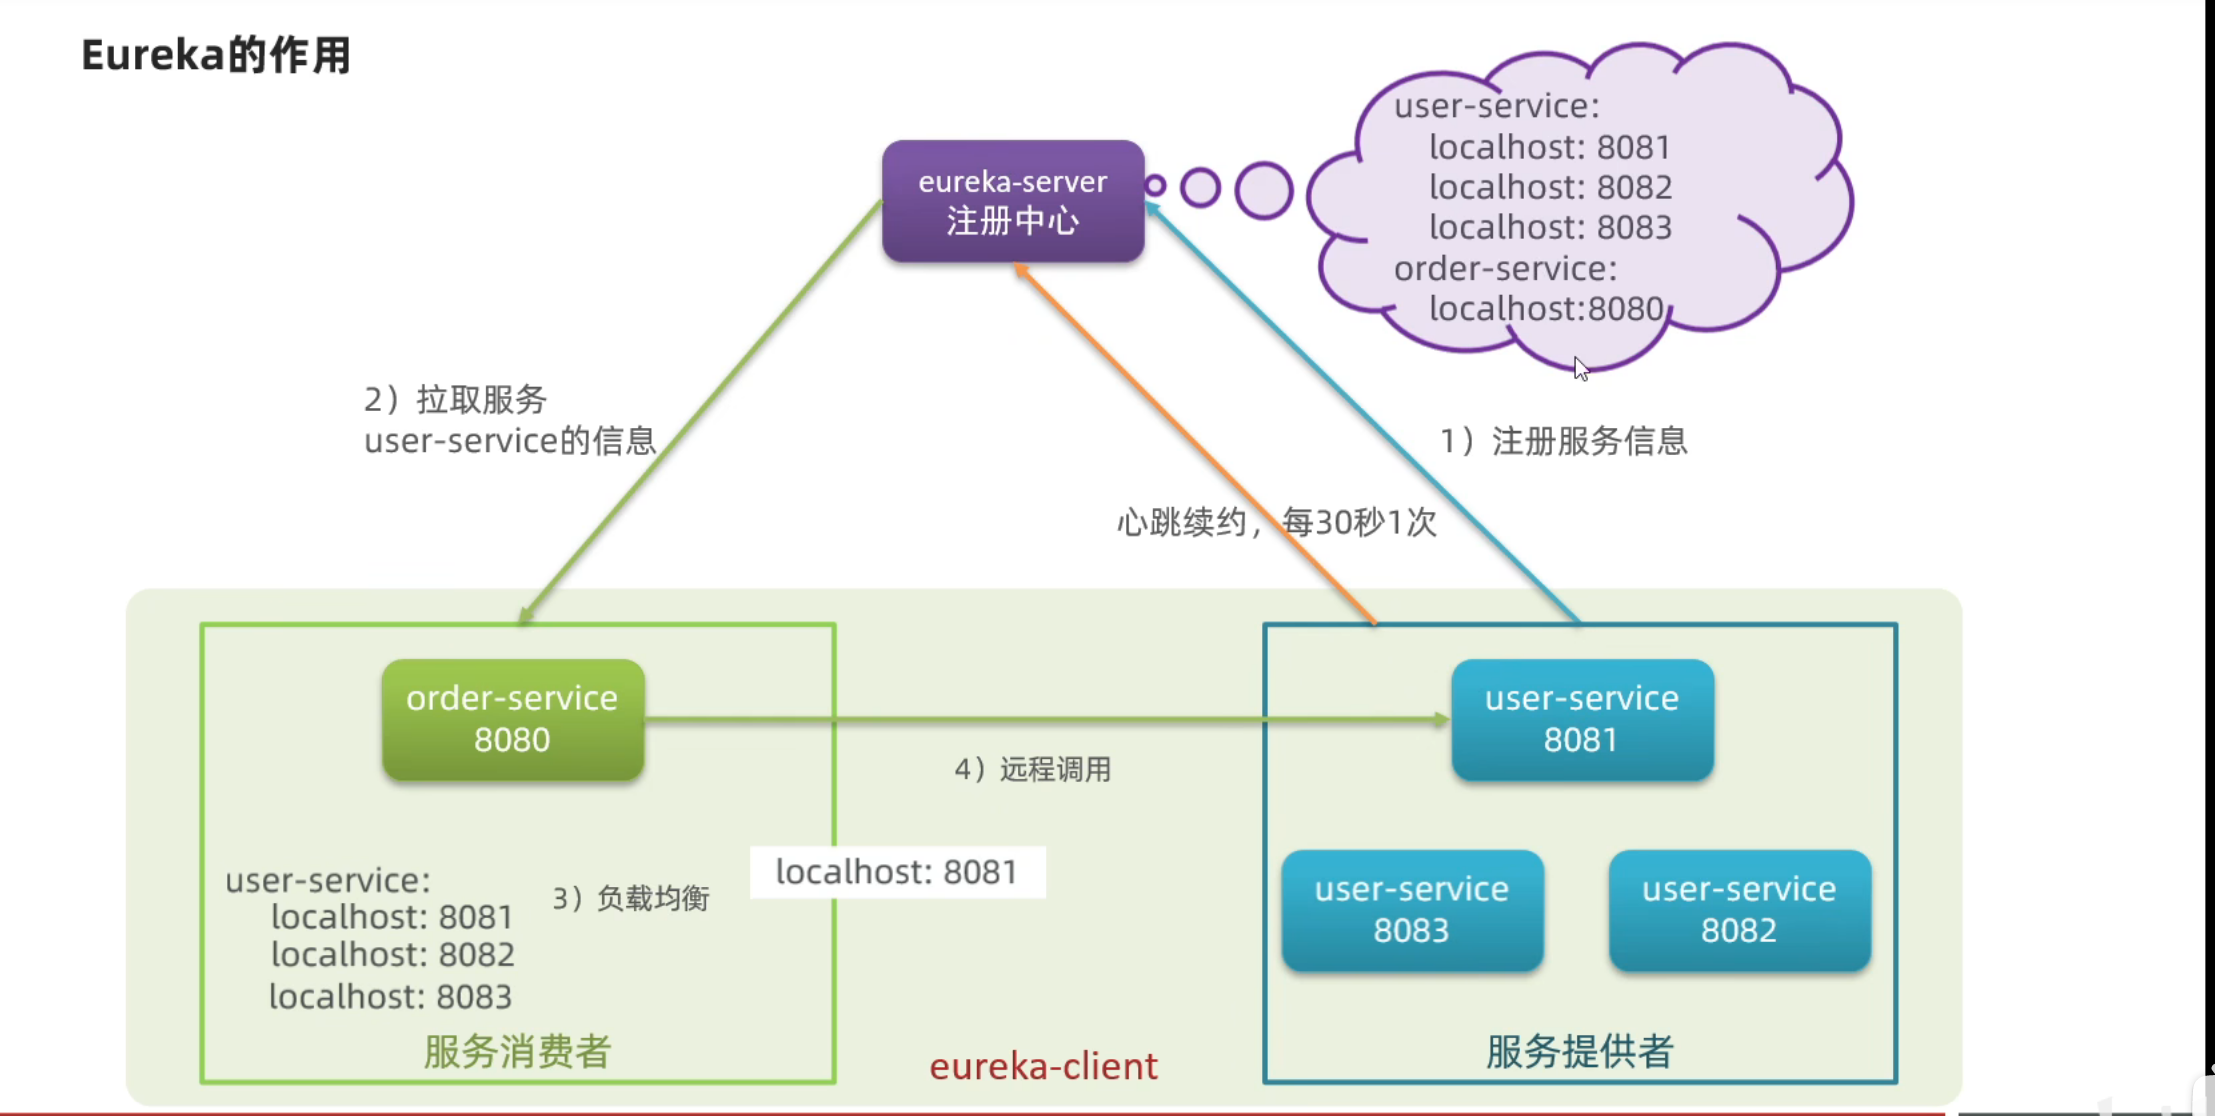 Eureka的作用
eureka-server
注册中心
user-service:
localhost: 8081
localhost: 8082
localhost: 8083
order-service:
localhost:8080
2）拉取服务
user-service的信息
1）注册服务信息
心跳续约，每30秒1次
order-service
8080
4）远程调用
user-service
8081
user-service:
localhost: 8081
localhost: 8082
localhost: 8083
3）负载均衡
localhost: 8081
user-service
8083
user-service
8082
服务消费者
eureka-client
服务提供者